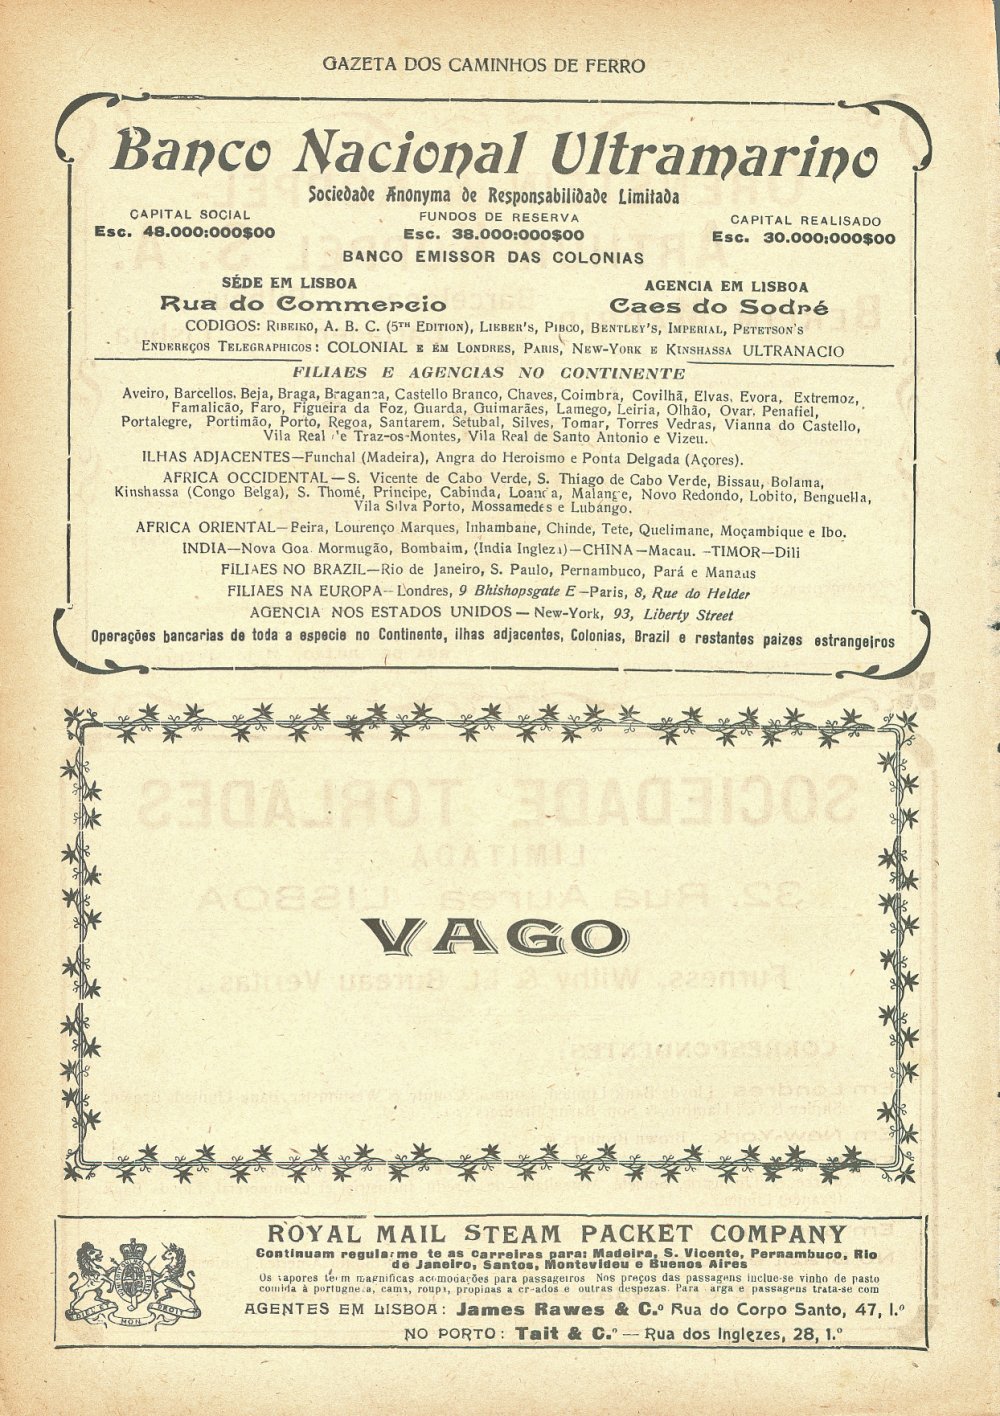 GAZETA DOS CAMINHOS DE FERRO
Banco Nacional Ultramarino
Sociedade Anonyma de Responsabilidade Limitada
CAPITAL SOCIAL
Esc. 48.000:000$00
FUNDOS DE RESERVA
Esc. 38.000:000$00
CAPITAL REALISADO
Esc. 30.000:000$00
BANCO EMISSOR DAS COLONIAS
SÉDE EM LISBOA
Rua do Commercio
AGENCIA EM LISBOA
Caes do Sodré
CODIGOS: RIBEIRO, A. B. C. (5TH EDITION), LIEBER'S, PIBCO, BENTLEY'S, IMPERIAL, PETETSON'S
ENDEREÇOS TELEGRAPHICOS: COLONIAL E EM LONDRES, PARIS, NEW-YORK E KINSHASSA ULTRANACIO
FILIAES E AGENCIAS NO CONTINENTE
Aveiro, Barcellos, Beja, Braga, Bragança, Castello Branco, Chaves, Coimbra, Covilhã, Elvas, Evora, Extremoz,
Famalicão, Faro, Figueira da Foz, Guarda, Guimarães, Lamego, Leiria, Olhão, Ovar, Penafiel,
Portalegre, Portimão, Porto, Regoa, Santarem, Setubal, Silves, Tomar, Torres Vedras, Vianna do Castello,
Vila Real de Traz-os-Montes, Vila Real de Santo Antonio e Vizeu.
ILHAS ADJACENTES—Funchal (Madeira), Angra do Heroismo e Ponta Delgada (Açores).
AFRICA OCCIDENTAL—S. Vicente de Cabo Verde, S. Thiago de Cabo Verde, Bissau, Bolama,
Kinshassa (Congo Belga), S. Thomé, Principe, Cabinda, Loanda, Malange, Novo Redondo, Lobito, Benguella,
Vila Silva Porto, Mossamedes e Lubango.
AFRICA ORIENTAL—Beira, Lourenço Marques, Inhambane, Chinde, Tete, Quelimane, Moçambique e Ibo.
INDIA—Nova Goa Mormugão, Bombaim, (India Ingleza)—CHINA—Macau. —TIMOR—Dili
FILIAES NO BRAZIL—Rio de Janeiro, S. Paulo, Pernambuco, Pará e Manaus
FILIAES NA EUROPA—Londres, 9 Bhishopsgate E—Paris, 8, Rue do Helder
AGENCIA NOS ESTADOS UNIDOS—New-York, 93, Liberty Street
Operações bancarias de toda a especie no Continente, ilhas adjacentes, Colonias, Brazil e restantes paizes estrangeiros
VAGO
ROYAL MAIL STEAM PACKET COMPANY
Continuam regularme te as carreiras para: Madeira, S. Vicente, Pernambuco, Rio
de Janeiro, Santos, Montevideu e Buenos Aires
Os vapores teem magnificas acomodações para passageiros Nos preços das passagens inclue-se vinho de pasto
comida á portugueza, cama, roupa, propinas a creados e outras despezas. Para arga e passagens trata-se com
AGENTES EM LISBOA: James Rawes & C.º Rua do Corpo Santo, 47, 1.º
NO PORTO: Tait & C.º — Rua dos Inglezes, 28, 1.º